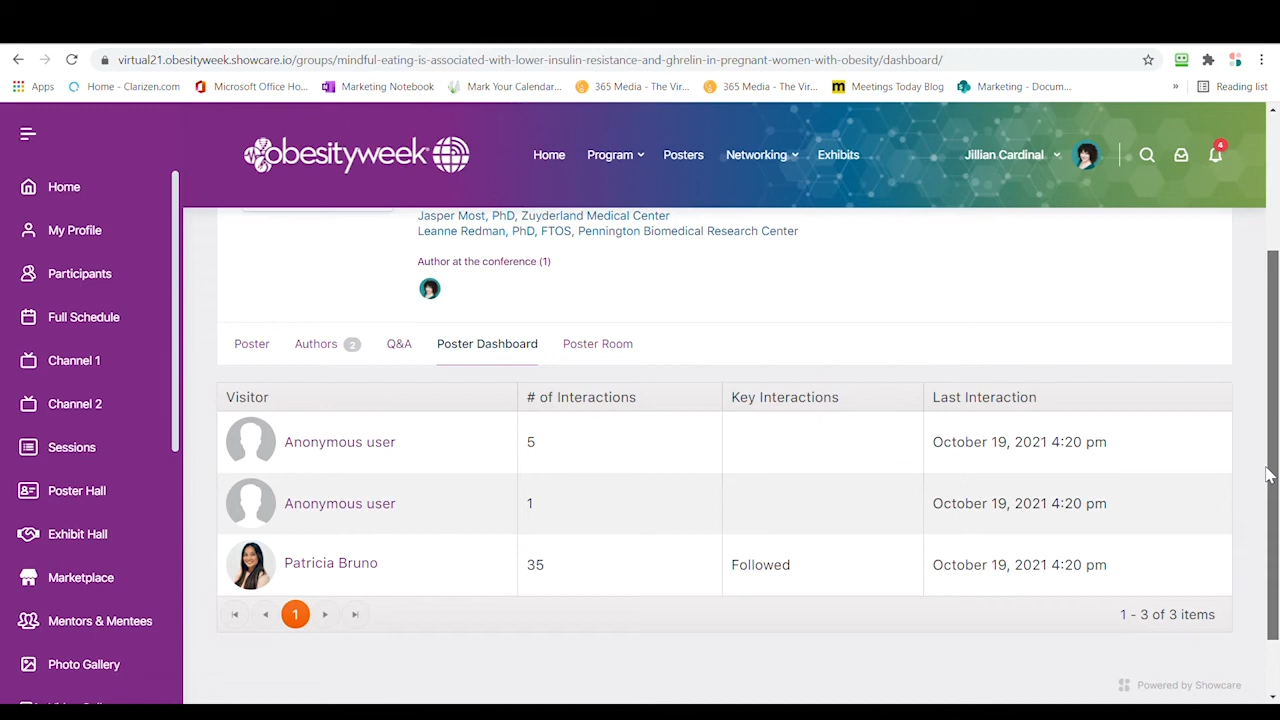 virtual21.obesityweek.showcare.io/groups/mindful-eating-is-associated-with-lower-insulin-resistance-and-ghrelin-in-pregnant-women-with-obesity/dashboard/
Apps Home - Clarizen.com Microsoft Office Ho... Marketing Notebook Mark Your Calendar... 365 Media - The Vir... 365 Media - The Vir... Meetings Today Blog Marketing - Docum... » Reading list
obesityweek® Home Program Posters Networking Exhibits Jillian Cardinal 4
Home
My Profile
Participants
Full Schedule
Channel 1
Channel 2
Sessions
Poster Hall
Exhibit Hall
Marketplace
Mentors & Mentees
Photo Gallery
Jasper Most, PhD, Zuyderland Medical Center
Leanne Redman, PhD, FTOS, Pennington Biomedical Research Center
Author at the conference (1)
Poster Authors 2 Q&A Poster Dashboard Poster Room
Visitor # of Interactions Key Interactions Last Interaction
Anonymous user 5 October 19, 2021 4:20 pm
Anonymous user 1 October 19, 2021 4:20 pm
Patricia Bruno 35 Followed October 19, 2021 4:20 pm
1 1 - 3 of 3 items
Powered by Showcare